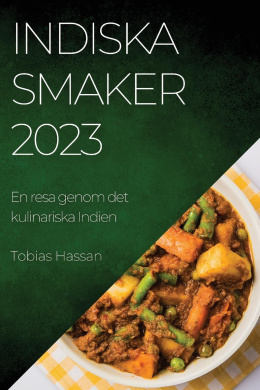 INDISKA
SMAKER
2023
En resa genom det
kulinariska Indien
Tobias Hassan